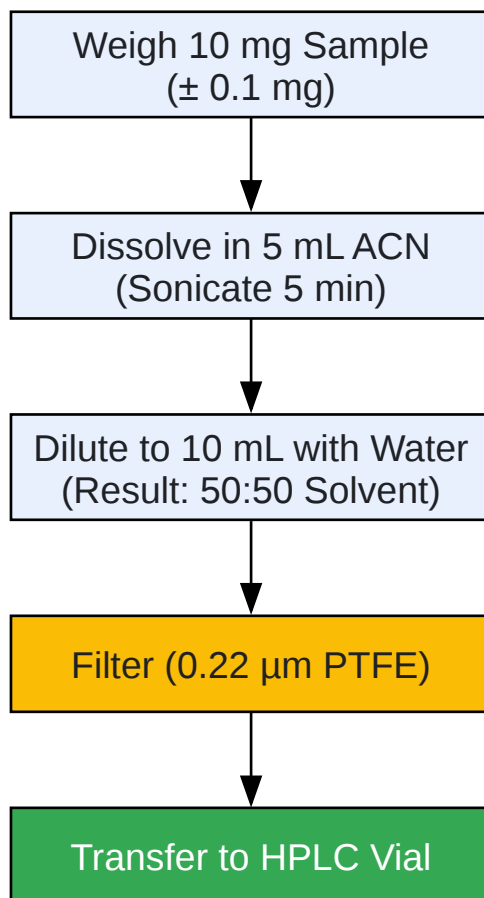 Weigh 10 mg Sample
(± 0.1 mg)
Dissolve in 5 mL ACN
(Sonicate 5 min)
Dilute to 10 mL with Water
(Result: 50:50 Solvent)
Filter (0.22 µm PTFE)
Transfer to HPLC Vial